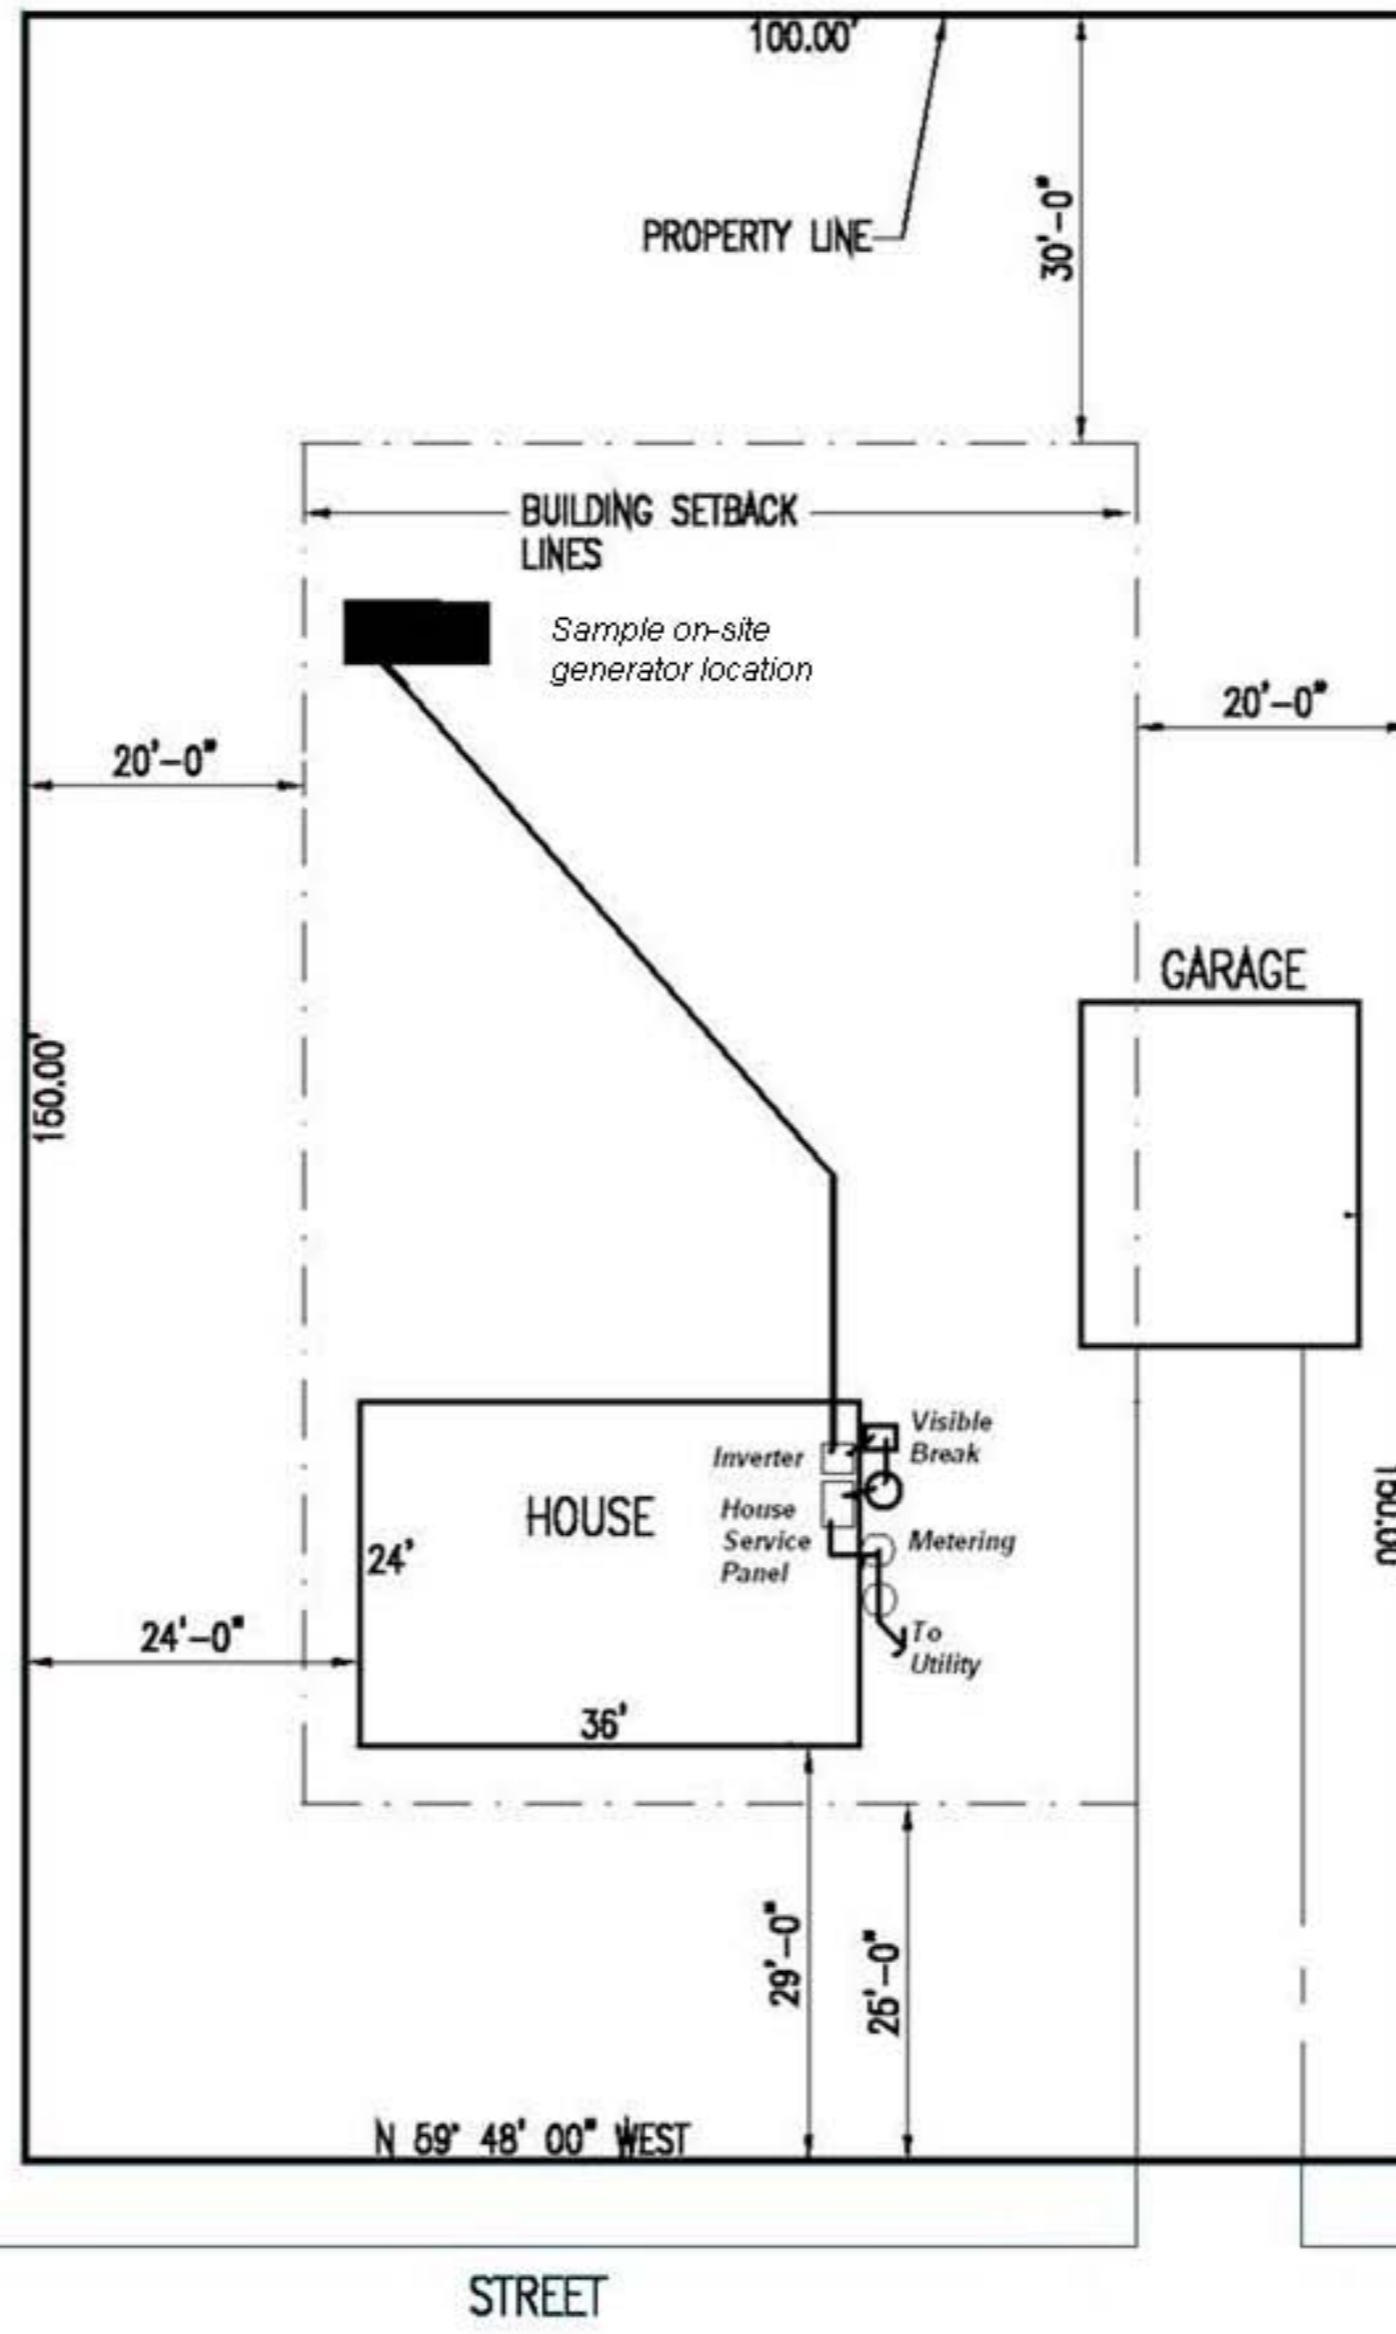 100.00'
PROPERTY LINE
30'-0"
BUILDING SETBACK
LINES
Sample on-site
generator location
20'-0"
20'-0"
GARAGE
150.00'
Visible
Break
Inverter
HOUSE
House
Service
Panel
Metering
24'
150.00
24'-0"
To
Utility
36'
29'-0"
25'-0"
N 59° 48' 00" WEST
STREET